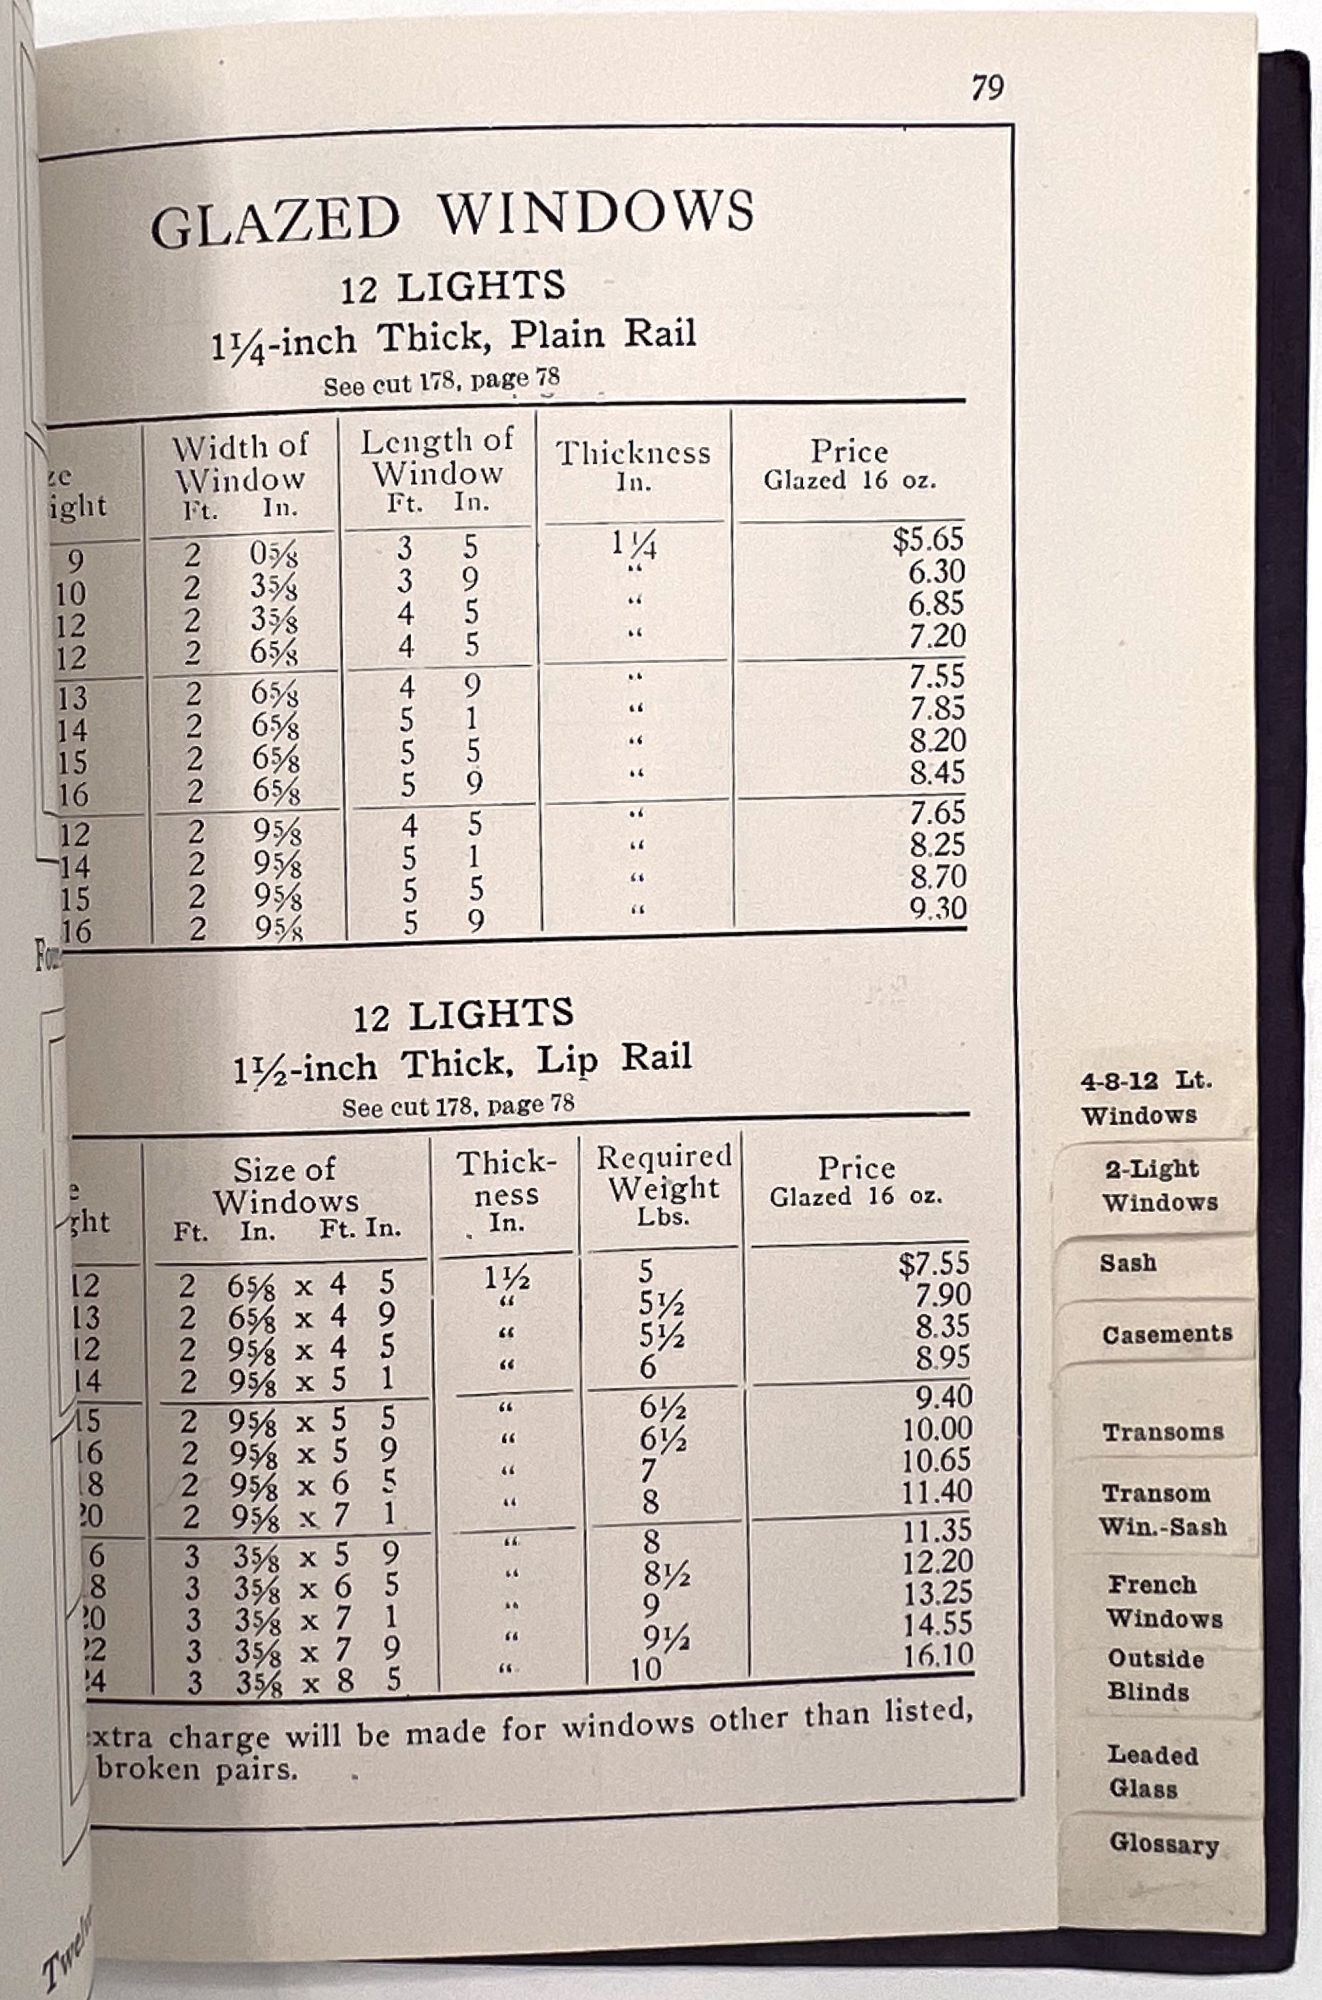 79
GLAZED WINDOWS
12 LIGHTS
1¼-inch Thick, Plain Rail
See cut 178, page 78
ze ight Width of Window Ft. In. Length of Window Ft. In. Thickness In. Price Glazed 16 oz.
9 2 0⅝ 3 5 1¼ $5.65
10 2 3⅝ 3 9 “ 6.30
12 2 3⅝ 4 5 “ 6.85
12 2 6⅝ 4 5 “ 7.20
13 2 6⅝ 4 9 “ 7.55
14 2 6⅝ 5 1 “ 7.85
15 2 6⅝ 5 5 “ 8.20
16 2 6⅝ 5 9 “ 8.45
12 2 9⅝ 4 5 “ 7.65
14 2 9⅝ 5 1 “ 8.25
15 2 9⅝ 5 5 “ 8.70
16 2 9⅝ 5 9 “ 9.30
12 LIGHTS
1½-inch Thick, Lip Rail
See cut 178, page 78
e ght Size of Windows Ft. In. Ft. In. Thick-ness In. Required Weight Lbs. Price Glazed 16 oz.
12 2 6⅝ x 4 5 1½ 5 $7.55
13 2 6⅝ x 4 9 “ 5½ 7.90
12 2 9⅝ x 4 5 “ 5½ 8.35
14 2 9⅝ x 5 1 “ 6 8.95
15 2 9⅝ x 5 5 “ 6½ 9.40
16 2 9⅝ x 5 9 “ 6½ 10.00
18 2 9⅝ x 6 5 “ 7 10.65
20 2 9⅝ x 7 1 “ 8 11.40
6 3 3⅝ x 5 9 “ 8 11.35
8 3 3⅝ x 6 5 “ 8½ 12.20
20 3 3⅝ x 7 1 “ 9 13.25
22 3 3⅝ x 7 9 “ 9½ 14.55
24 3 3⅝ x 8 5 “ 10 16.10
extra charge will be made for windows other than listed,
broken pairs.
4-8-12 Lt.
Windows
2-Light
Windows
Sash
Casements
Transoms
Transom
Win.-Sash
French
Windows
Outside
Blinds
Leaded
Glass
Glossary